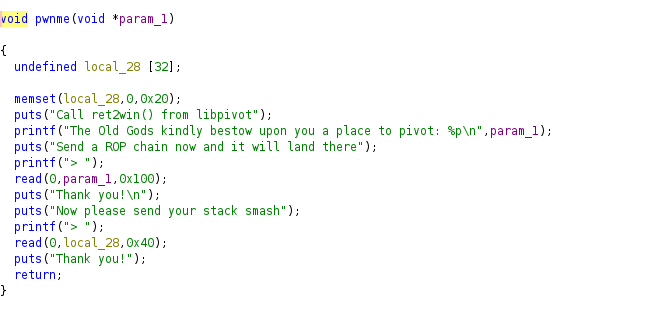 void pwnme(void *param_1)
{
undefined local_28 [32];
memset(local_28,0,0x20);
puts("Call ret2win() from libpivot");
printf("The Old Gods kindly bestow upon you a place to pivot: %p\n",param_1);
puts("Send a ROP chain now and it will land there");
printf("> ");
read(0,param_1,0x100);
puts("Thank you!\n");
puts("Now please send your stack smash");
printf("> ");
read(0,local_28,0x40);
puts("Thank you!");
return;
}